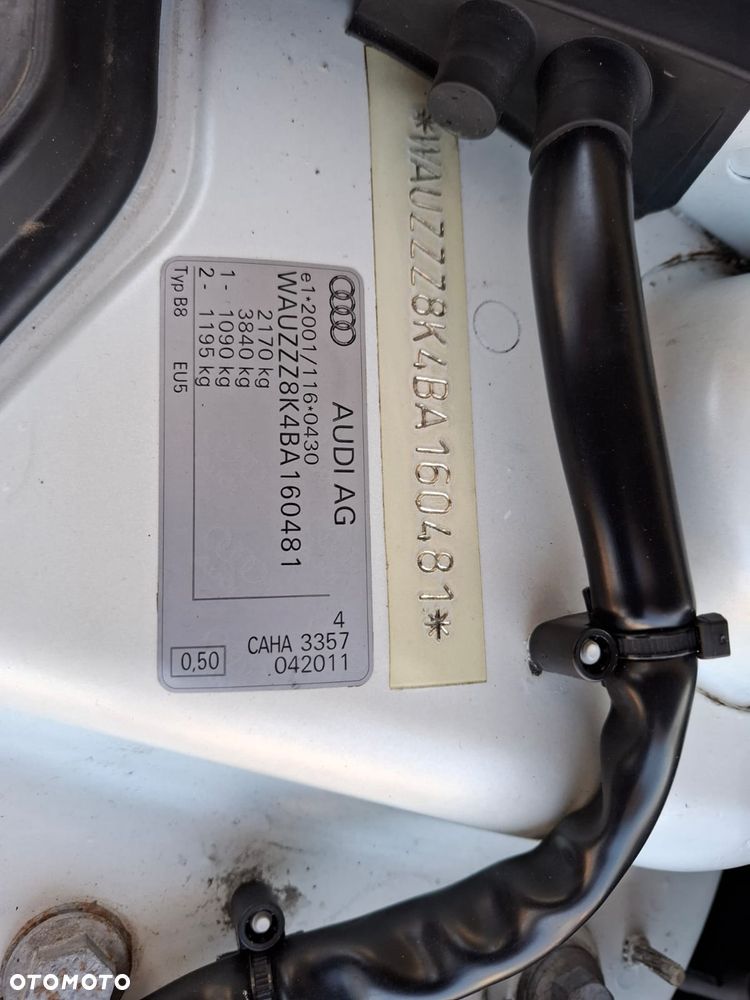 *WAUZZZ8K4BA160481*
AUDI AG
e1*2001/116*0430
WAUZZZ8K4BA160481
2170 kg
3840 kg
1- 1090 kg
2- 1195 kg
Typ B8 EU5
4
CAHA 3357
042011
0,50
OTOMOTO